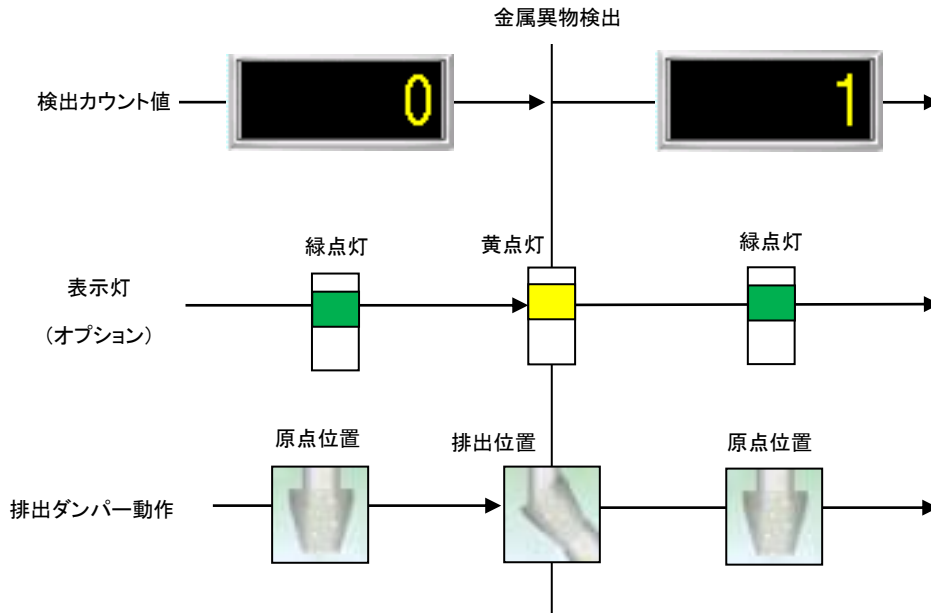 金属異物検出
検出カウント値
0
1
緑点灯
黄点灯
緑点灯
表示灯
（オプション）
原点位置
排出位置
原点位置
排出ダンパー動作